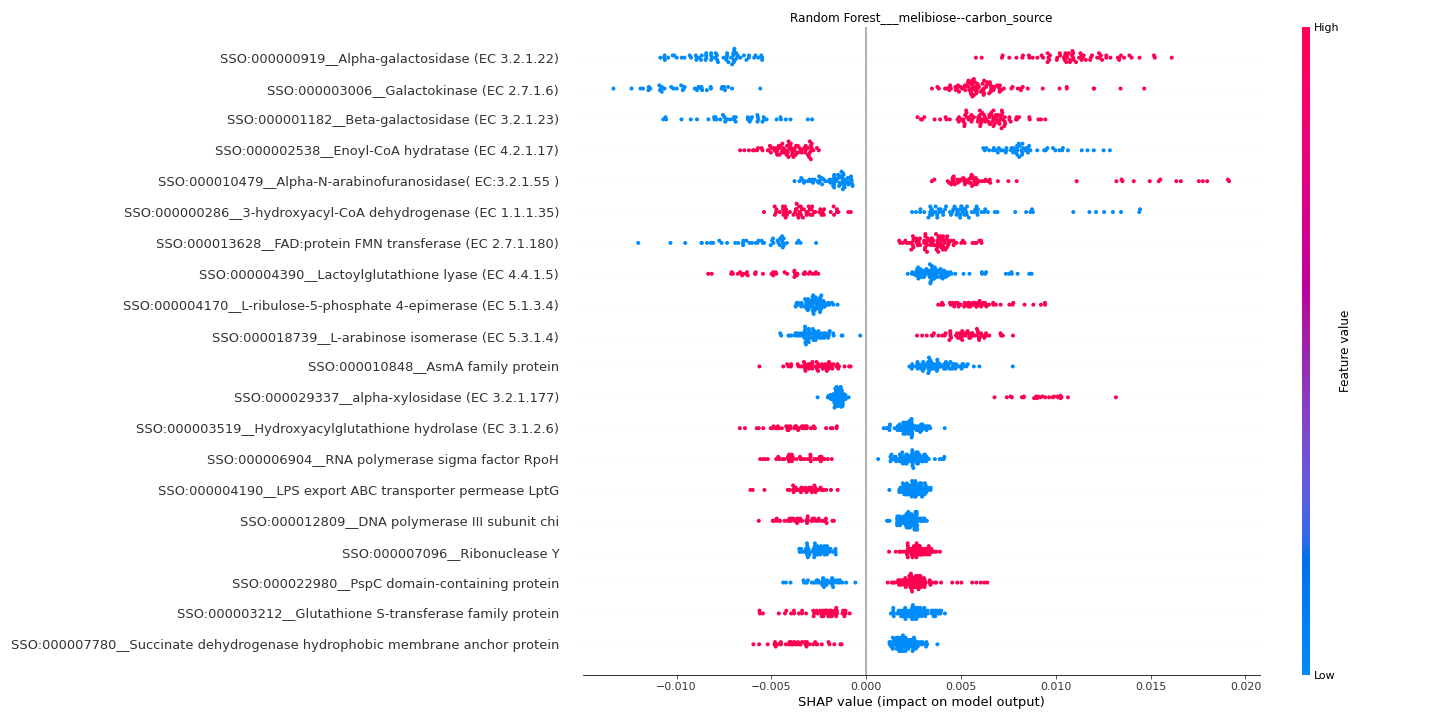 Random Forest___melibiose--carbon_source
High
SSO:000000919__Alpha-galactosidase (EC 3.2.1.22)
SSO:000003006__Galactokinase (EC 2.7.1.6)
SSO:000001182__Beta-galactosidase (EC 3.2.1.23)
SSO:000002538__Enoyl-CoA hydratase (EC 4.2.1.17)
SSO:000010479__Alpha-N-arabinofuranosidase( EC:3.2.1.55 )
SSO:000000286__3-hydroxyacyl-CoA dehydrogenase (EC 1.1.1.35)
SSO:000013628__FAD:protein FMN transferase (EC 2.7.1.180)
SSO:000004390__Lactoylglutathione lyase (EC 4.4.1.5)
SSO:000004170__L-ribulose-5-phosphate 4-epimerase (EC 5.1.3.4)
SSO:000018739__L-arabinose isomerase (EC 5.3.1.4)
SSO:000010848__AsmA family protein
SSO:000029337__alpha-xylosidase (EC 3.2.1.177)
SSO:000003519__Hydroxyacylglutathione hydrolase (EC 3.1.2.6)
SSO:000006904__RNA polymerase sigma factor RpoH
SSO:000004190__LPS export ABC transporter permease LptG
SSO:000012809__DNA polymerase III subunit chi
SSO:000007096__Ribonuclease Y
SSO:000022980__PspC domain-containing protein
SSO:000003212__Glutathione S-transferase family protein
SSO:000007780__Succinate dehydrogenase hydrophobic membrane anchor protein
Feature value
Low
−0.010 −0.005 0.000 0.005 0.010 0.015 0.020
SHAP value (impact on model output)